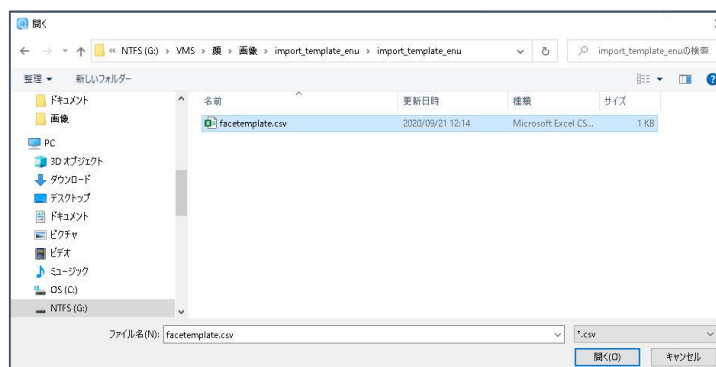 開く
« NTFS (G:) › VMS › 顔 › 画像 › import_template_enu › import_template_enu
import_template_enuの検索
整理 ▾ 新しいフォルダー
ドキュメント
画像
PC
3D オブジェクト
ダウンロード
デスクトップ
ドキュメント
ピクチャ
ビデオ
ミュージック
OS (C:)
NTFS (G:)
名前 更新日時 種類 サイズ
facetemplate.csv 2020/09/21 12:14 Microsoft Excel CS... 1 KB
ファイル名(N): facetemplate.csv *.csv
開く(O) キャンセル